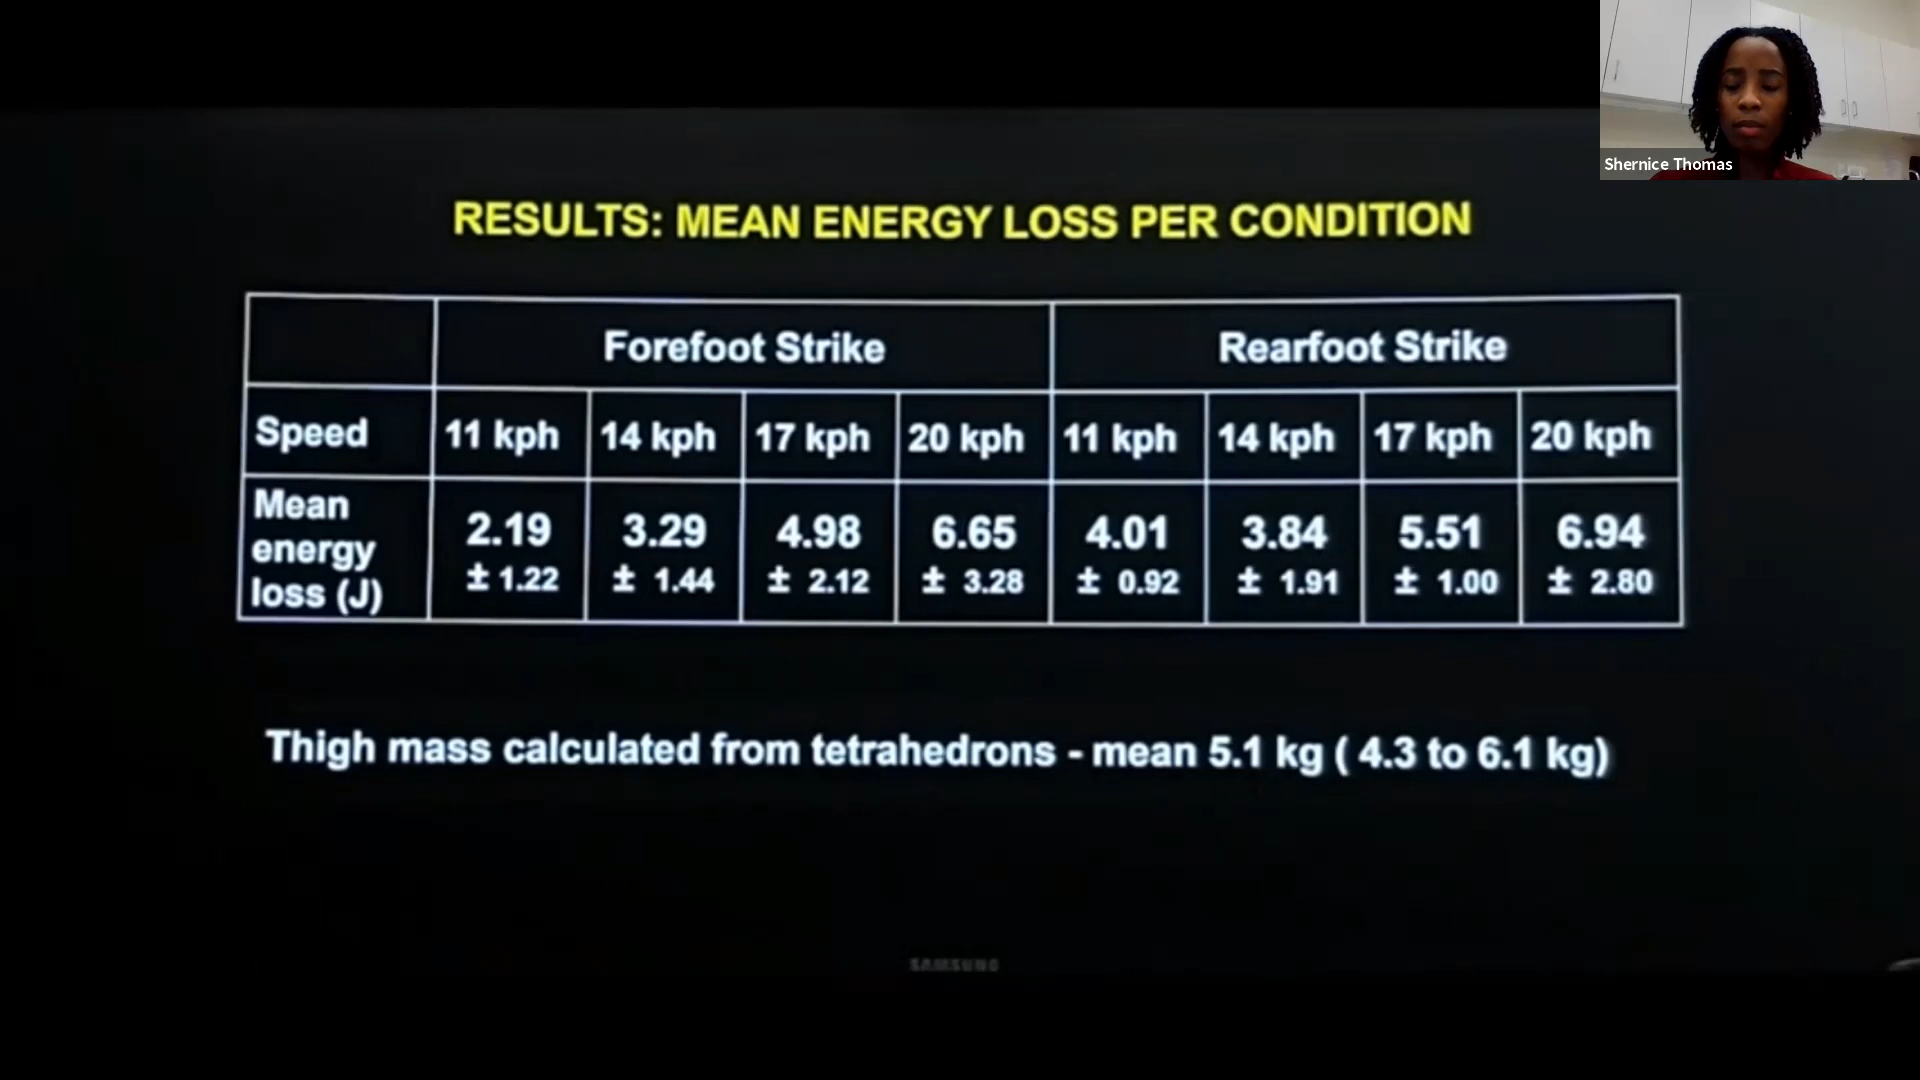 Shernice Thomas
RESULTS: MEAN ENERGY LOSS PER CONDITION
Forefoot Strike Rearfoot Strike
Speed 11 kph 14 kph 17 kph 20 kph 11 kph 14 kph 17 kph 20 kph
Mean
energy
loss (J)
2.19 3.29 4.98 6.65 4.01 3.84 5.51 6.94
± 1.22 ± 1.44 ± 2.12 ± 3.28 ± 0.92 ± 1.91 ± 1.00 ± 2.80
Thigh mass calculated from tetrahedrons - mean 5.1 kg ( 4.3 to 6.1 kg)
SAMSUNG